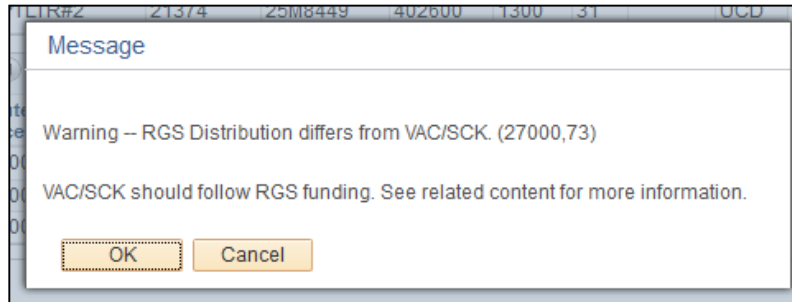 TLTR#2 21374 25M8449 402600 1300 31 UCD
Message
Warning -- RGS Distribution differs from VAC/SCK. (27000,73)
VAC/SCK should follow RGS funding. See related content for more information.
OK Cancel